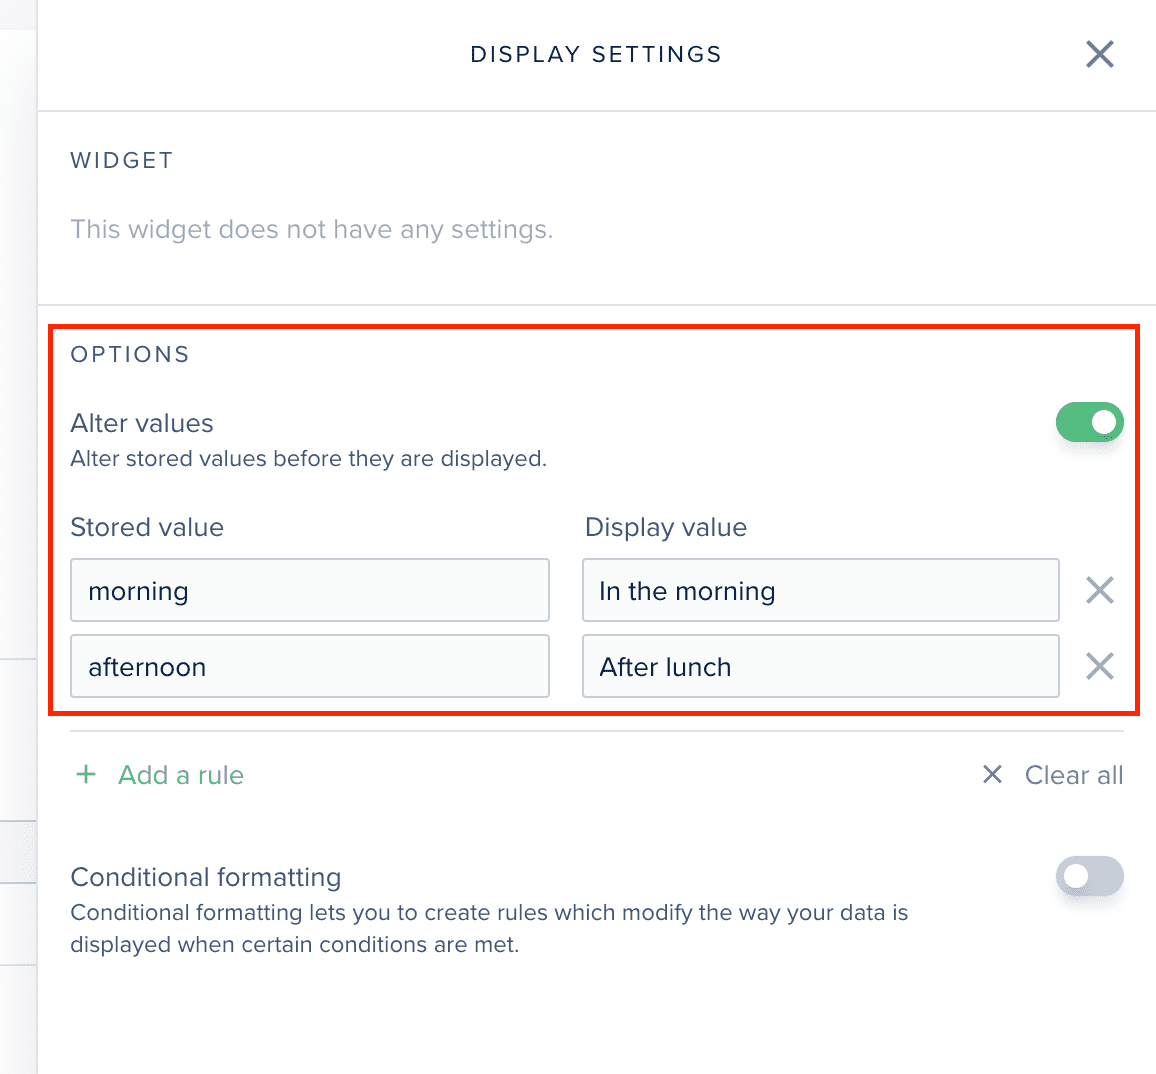 DISPLAY SETTINGS
WIDGET
This widget does not have any settings.
OPTIONS
Alter values
Alter stored values before they are displayed.
Stored value Display value
morning In the morning
afternoon After lunch
+ Add a rule Clear all
Conditional formatting
Conditional formatting lets you to create rules which modify the way your data is
displayed when certain conditions are met.